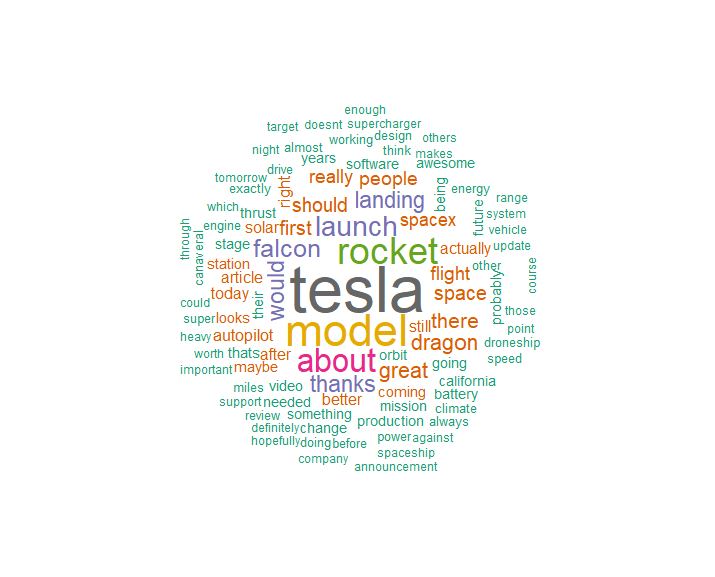 enough
target
doesnt
supercharger
working
design
others
night
almost
think
makes
years
software
awesome
tomorrow
drive
really
people
exactly
right
being
energy
which
thrust
should
landing
future
range
system
through
engine
solar
first
launch
spacex
vehicle
canaveral
stage
falcon
rocket
actually
update
station
article
would
tesla
flight
other
probably
course
could
today
their
space
those
super
looks
model
still
there
point
heavy
autopilot
dragon
droneship
worth
thats
after
about
orbit
going
speed
important
maybe
thanks
great
california
miles
video
coming
battery
support
needed
better
mission
climate
review
something
production
always
definitely
change
hopefully
doing
before
power
against
company
spaceship
announcement